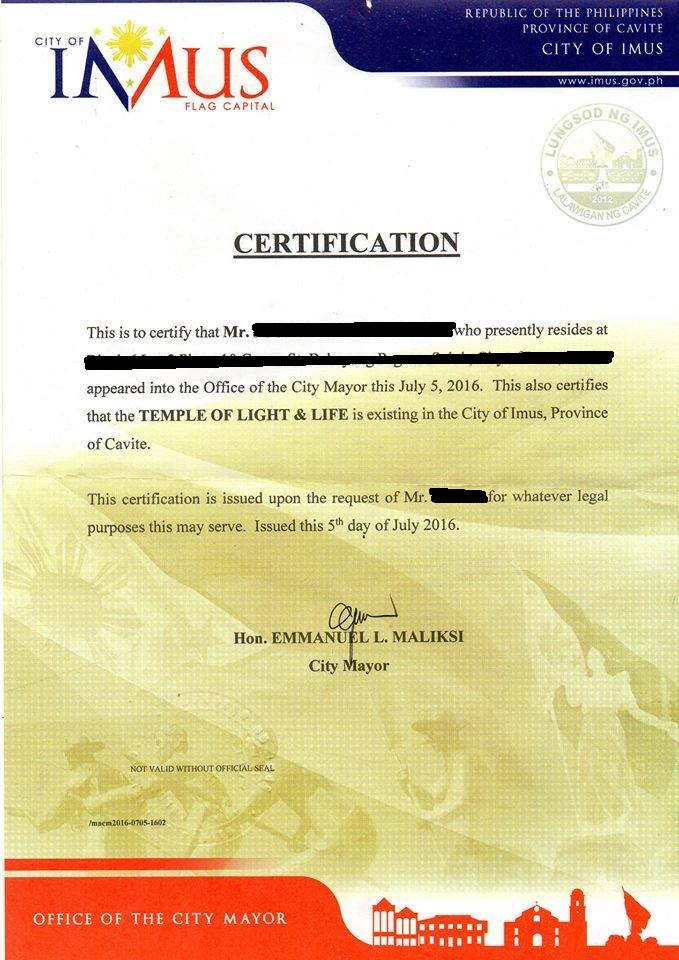 CITY OF
IMUS
FLAG CAPITAL
REPUBLIC OF THE PHILIPPINES
PROVINCE OF CAVITE
CITY OF IMUS
www.imus.gov.ph
LUNGSOD NG IMUS
2012
LALAWIGAN NG CAVITE
CERTIFICATION
This is to certify that Mr. who presently resides at
appeared into the Office of the City Mayor this July 5, 2016. This also certifies
that the TEMPLE OF LIGHT & LIFE is existing in the City of Imus, Province
of Cavite.
This certification is issued upon the request of Mr. for whatever legal
purposes this may serve. Issued this 5th day of July 2016.
Hon. EMMANUEL L. MALIKSI
City Mayor
NOT VALID WITHOUT OFFICIAL SEAL
/macm2016-0705-1602
OFFICE OF THE CITY MAYOR